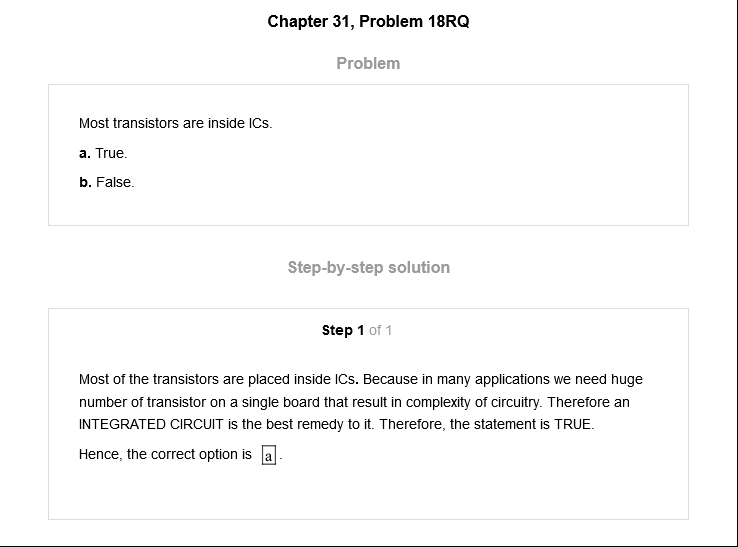 Chapter 31, Problem 18RQ
Problem
Most transistors are inside ICs.
a. True.
b. False.
Step-by-step solution
Step 1 of 1
Most of the transistors are placed inside ICs. Because in many applications we need huge
number of transistor on a single board that result in complexity of circuitry. Therefore an
INTEGRATED CIRCUIT is the best remedy to it. Therefore, the statement is TRUE.
Hence, the correct option is a .